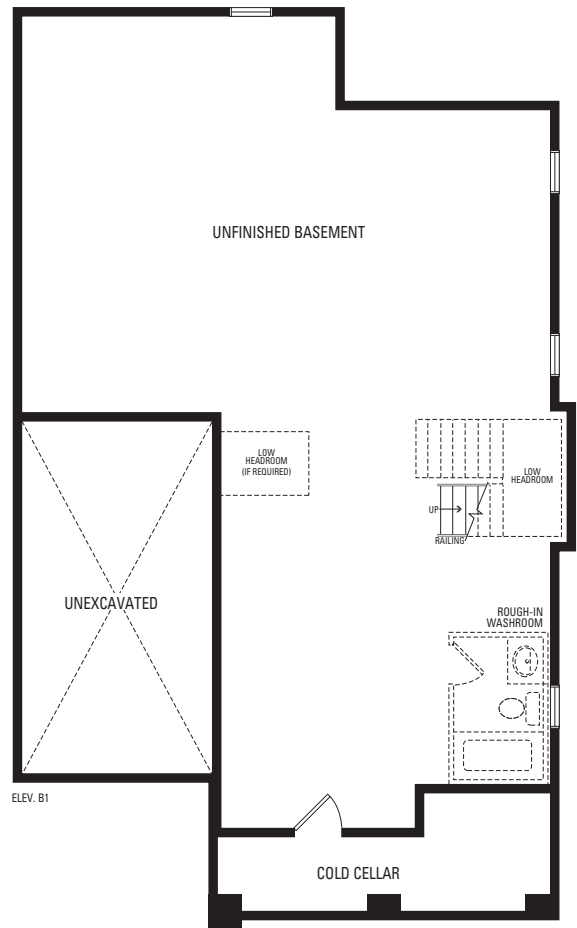 UNFINISHED BASEMENT
LOW
HEADROOM
(IF REQUIRED)
LOW
HEADROOM
UP
RAILING
UNEXCAVATED
ROUGH-IN
WASHROOM
ELEV. B1
COLD CELLAR